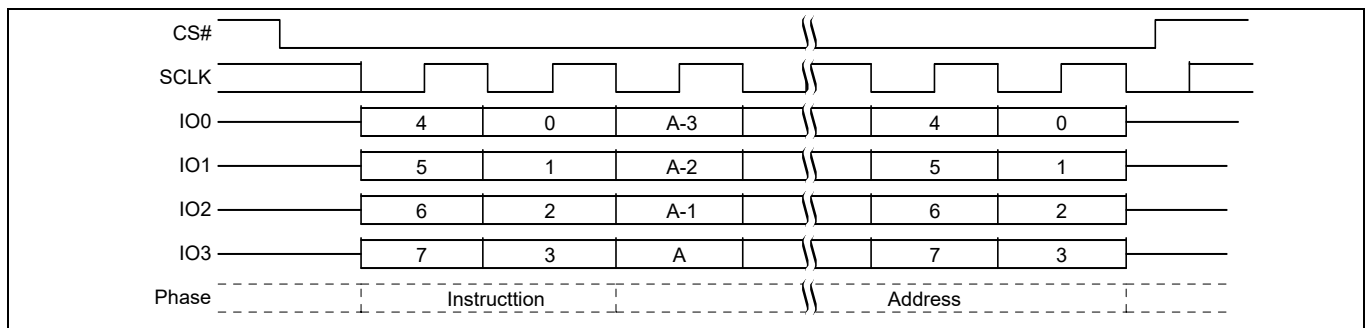 CS#
SCLK
IO0 4 0 A-3 4 0
IO1 5 1 A-2 5 1
IO2 6 2 A-1 6 2
IO3 7 3 A 7 3
Phase Instructtion Address